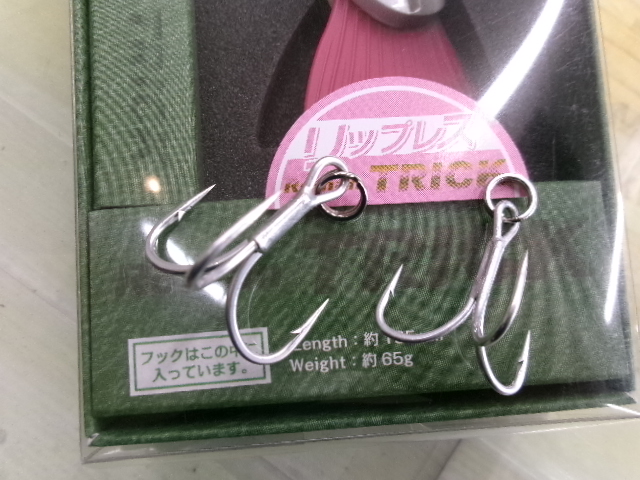 リップレス
TRICK
フックはこの中に
入っています。
Length：約
Weight：約65g